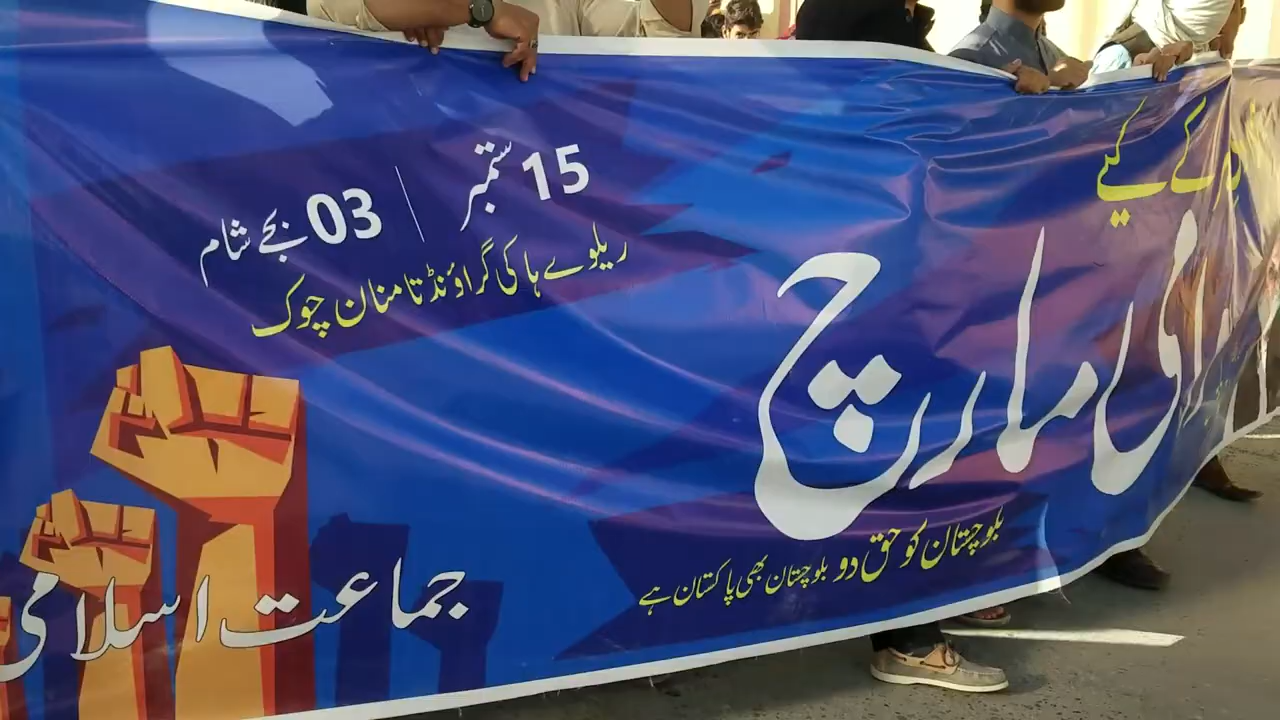 کے لیے
مارچ
بلوچستان کو حق دو بلوچستان بھی پاکستان ہے
15 ستمبر | 03 بجے شام
ریلوے ہاکی گراؤنڈ تا منان چوک
جماعت اسلامی